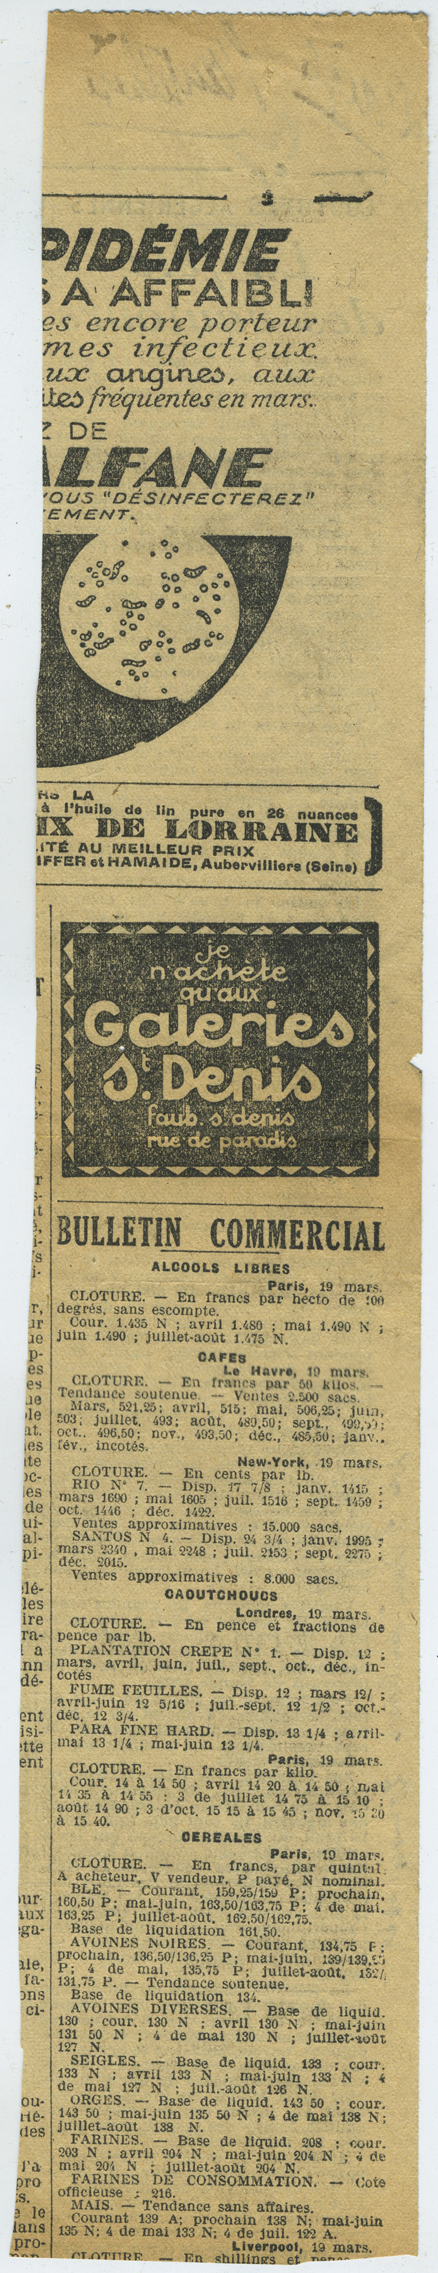 3
PIDÉMIE
S A AFFAIBLI
es encore porteur
mes infectieux.
ux angines, aux
ites fréquentes en mars.
Z DE
ALFANE
VOUS "DÉSINFECTEREZ"
EMENT.
RS LA
à l'huile de lin pure en 26 nuances
IX DE LORRAINE
LITÉ AU MEILLEUR PRIX
IFFER et HAMAIDE, Aubervilliers (Seine)
je
n'achète
qu'aux
Galeries
St. Denis
faub. s't denis
rue de paradis
BULLETIN COMMERCIAL
ALCOOLS LIBRES
Paris, 19 mars.
CLOTURE. — En francs par hecto de 100
degrés, sans escompte.
Cour. 1.435 N ; avril 1.480 ; mai 1.490 N ;
juin 1.490 ; juillet-août 1.475 N.
CAFES
Le Havre, 19 mars.
CLOTURE. — En francs par 50 kilos. —
Tendance soutenue. — Ventes 2.500 sacs.
Mars, 521,25; avril, 515; mai, 506,25; juin,
503; juillet, 493; août, 489,50; sept., 499,50;
oct., 496,50; nov., 493,50; déc., 485,50; janv.,
fév., incotés.
New-York, 19 mars.
CLOTURE. — En cents par lb.
RIO N° 7. — Disp. 17 7/8 ; janv. 1415 ;
mars 1690 ; mai 1605 ; juil. 1516 ; sept. 1459 ;
oct. 1446 ; déc. 1422.
Ventes approximatives : 15.000 sacs.
SANTOS N 4. — Disp. 24 3/4 ; janv. 1995 ;
mars 2340 , mai 2248 ; juil. 2153 ; sept. 2275 ;
déc. 2015.
Ventes approximatives : 8.000 sacs.
CAOUTCHOUCS
Londres, 19 mars.
CLOTURE. — En pence et fractions de
pence par lb.
PLANTATION CREPE N° 1. — Disp. 12 ;
mars, avril, juin, juil., sept., oct., déc., in-
cotés
FUME FEUILLES. — Disp. 12 ; mars 12/ ;
avril-juin 12 5/16 ; juil.-sept. 12 1/2 ; oct.-
déc. 12 3/4.
PARA FINE HARD. — Disp. 13 1/4 ; avril-
mai 13 1/4 ; mai-juin 13 1/4.
Paris, 19 mars.
CLOTURE. — En francs par kilo.
Cour. 14 à 14 50 ; avril 14 20 à 14 50 ; mai
14 35 à 14 55 : 3 de juillet 14 75 à 15 10 ;
août 14 90 ; 3 d'oct. 15 15 à 15 45 ; nov. 15 20
à 15 40.
CEREALES
Paris, 19 mars.
CLOTURE. — En francs, par quintal.
A acheteur, V vendeur, P payé, N nominal.
BLE. — Courant, 159,25/159 P; prochain,
160,50 P; mai-juin, 163,50/163,75 P; 4 de mai,
163,25 P; juillet-août, 162,50/162,75.
Base de liquidation 161,50.
AVOINES NOIRES. — Courant, 134,75 P;
prochain, 136,50/136,25 P; mai-juin, 139/139,25
P; 4 de mai, 135,75 P; juillet-août, 132/
131,75 P. — Tendance soutenue.
Base de liquidation 134.
AVOINES DIVERSES. — Base de liquid.
130 ; cour. 130 N ; avril 130 N ; mai-juin
131 50 N ; 4 de mai 130 N ; juillet-août
127 N.
SEIGLES. — Base de liquid. 133 ; cour.
133 N ; avril 133 N ; mai-juin 133 N ; 4
de mai 127 N ; juil.-août 126 N.
ORGES. — Base de liquid. 143 50 ; cour.
143 50 ; mai-juin 135 50 N ; 4 de mai 138 N;
juillet-août 138 N.
FARINES. — Base de liquid. 208 ; cour.
203 N ; avril 204 N ; mai-juin 204 N ; 4 de
mai 204 N ; juillet-août 204 N.
FARINES DE CONSOMMATION. — Cote
officieuse : 216.
MAIS. — Tendance sans affaires.
Courant 139 A; prochain 138 N; mai-juin
135 N; 4 de mai 133 N; 4 de juil. 122 A.
Liverpool, 19 mars.
CLOTURE. — En shillings et pence